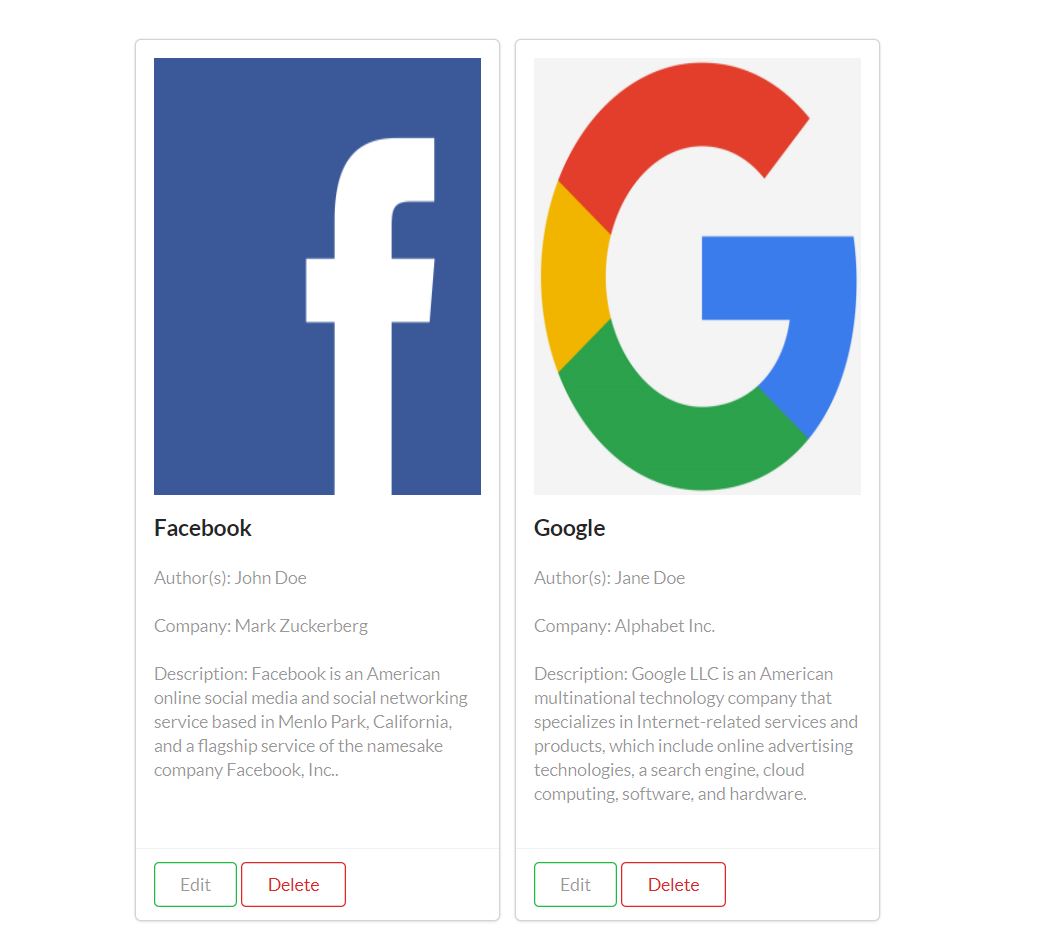 Facebook
Author(s): John Doe
Company: Mark Zuckerberg
Description: Facebook is an American
online social media and social networking
service based in Menlo Park, California,
and a flagship service of the namesake
company Facebook, Inc..
Edit Delete
Google
Author(s): Jane Doe
Company: Alphabet Inc.
Description: Google LLC is an American
multinational technology company that
specializes in Internet-related services and
products, which include online advertising
technologies, a search engine, cloud
computing, software, and hardware.
Edit Delete